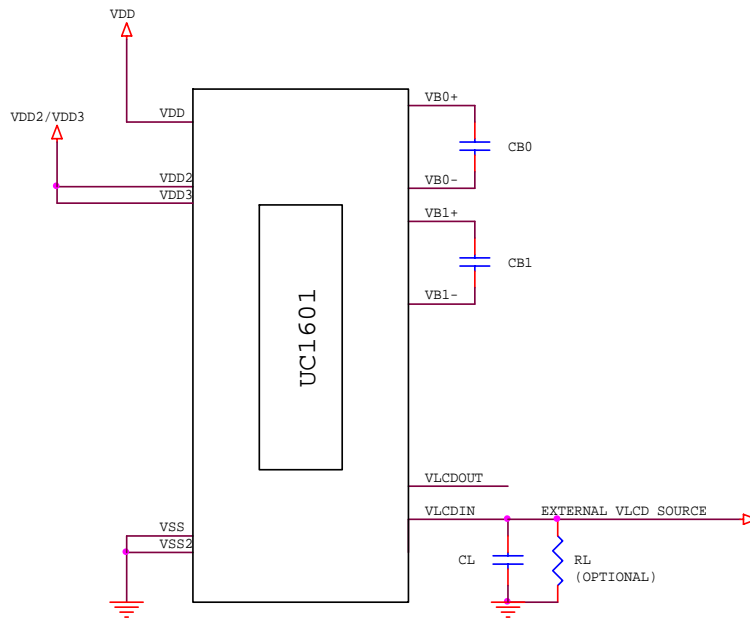 VDD
VDD
VDD2/VDD3
VDD2
VDD3
VB0+
CB0
VB0-
VB1+
CB1
VB1-
UC1601
VLCDOUT
VLCDIN
EXTERNAL VLCD SOURCE
VSS
VSS2
CL
RL
(OPTIONAL)